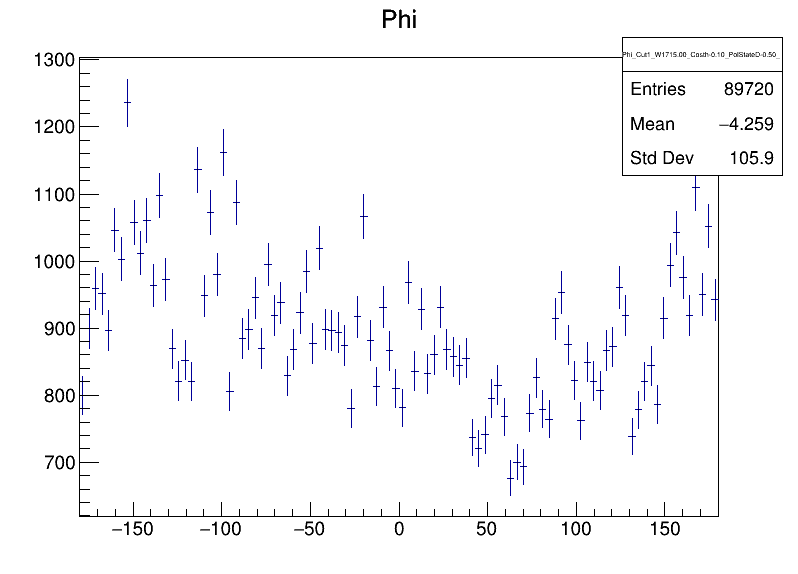 Phi
Phi_Cut1_W1715.00_Costh-0.10_PolStateD-0.50_
Entries 89720
Mean −4.259
Std Dev 105.9
1300
1200
1100
1000
900
800
700
−150 −100 −50 0 50 100 150